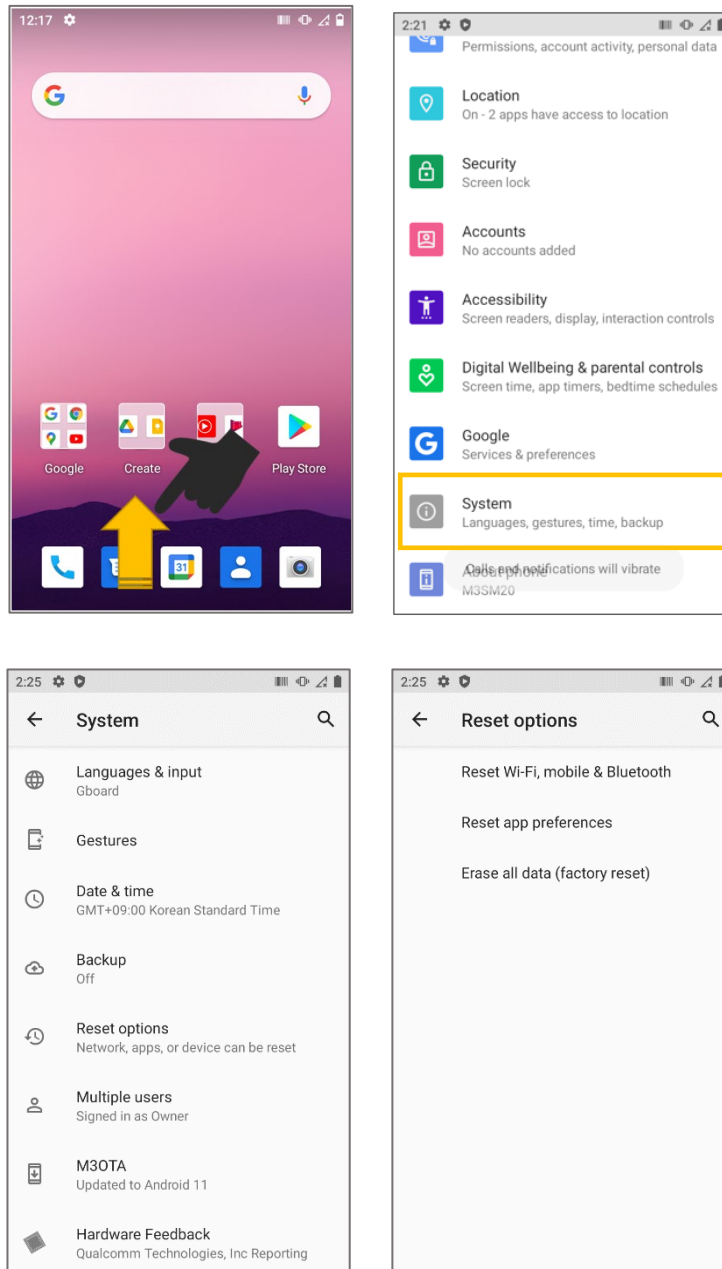 12:17
Google
Create
Play Store
31
2:21
Permissions, account activity, personal data
Location
On - 2 apps have access to location
Security
Screen lock
Accounts
No accounts added
Accessibility
Screen readers, display, interaction controls
Digital Wellbeing & parental controls
Screen time, app timers, bedtime schedules
Google
Services & preferences
System
Languages, gestures, time, backup
About phone
Calls and notifications will vibrate
M3SM20
2:25
System
Languages & input
Gboard
Gestures
Date & time
GMT+09:00 Korean Standard Time
Backup
Off
Reset options
Network, apps, or device can be reset
Multiple users
Signed in as Owner
M3OTA
Updated to Android 11
Hardware Feedback
Qualcomm Technologies, Inc Reporting
2:25
Reset options
Reset Wi-Fi, mobile & Bluetooth
Reset app preferences
Erase all data (factory reset)